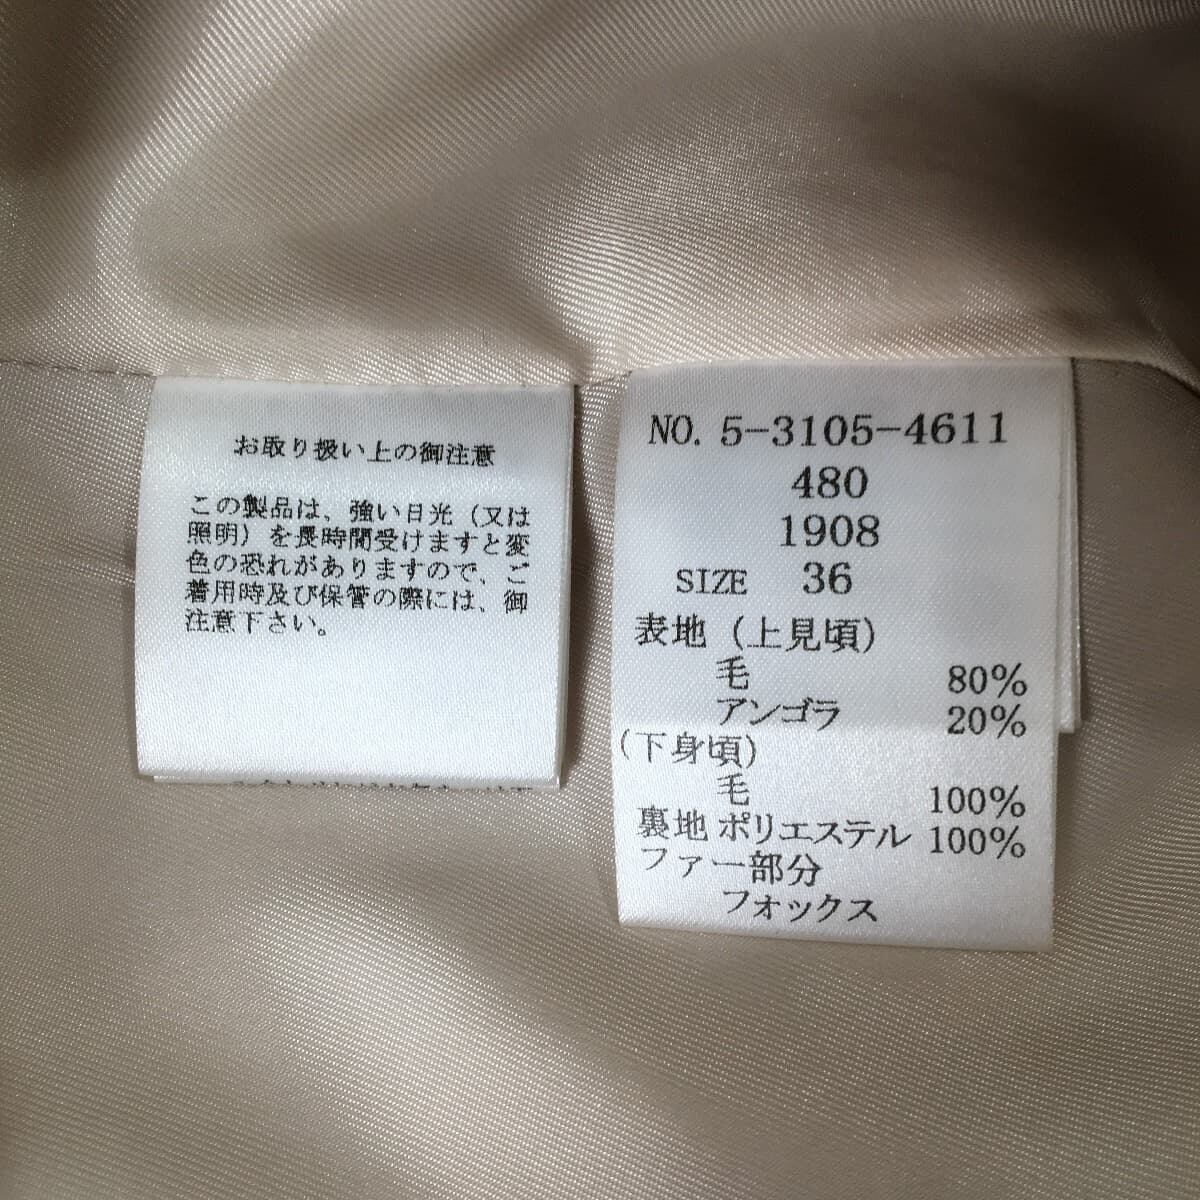 お取り扱い上の御注意
この製品は、強い日光（又は
照明）を長時間受けますと変
色の恐れがありますので、ご
着用時及び保管の際には、御
注意下さい。
NO. 5-3105-4611
480
1908
SIZE 36
表地（上見頃）
毛 80%
アンゴラ 20%
（下身頃）
毛 100%
裏地 ポリエステル 100%
ファー部分
フォックス